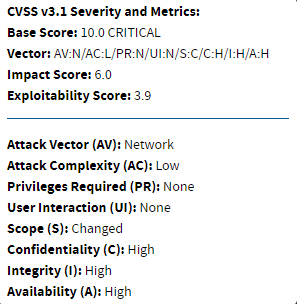 CVSS v3.1 Severity and Metrics:
Base Score: 10.0 CRITICAL
Vector: AV:N/AC:L/PR:N/UI:N/S:C/C:H/I:H/A:H
Impact Score: 6.0
Exploitability Score: 3.9
Attack Vector (AV): Network
Attack Complexity (AC): Low
Privileges Required (PR): None
User Interaction (UI): None
Scope (S): Changed
Confidentiality (C): High
Integrity (I): High
Availability (A): High